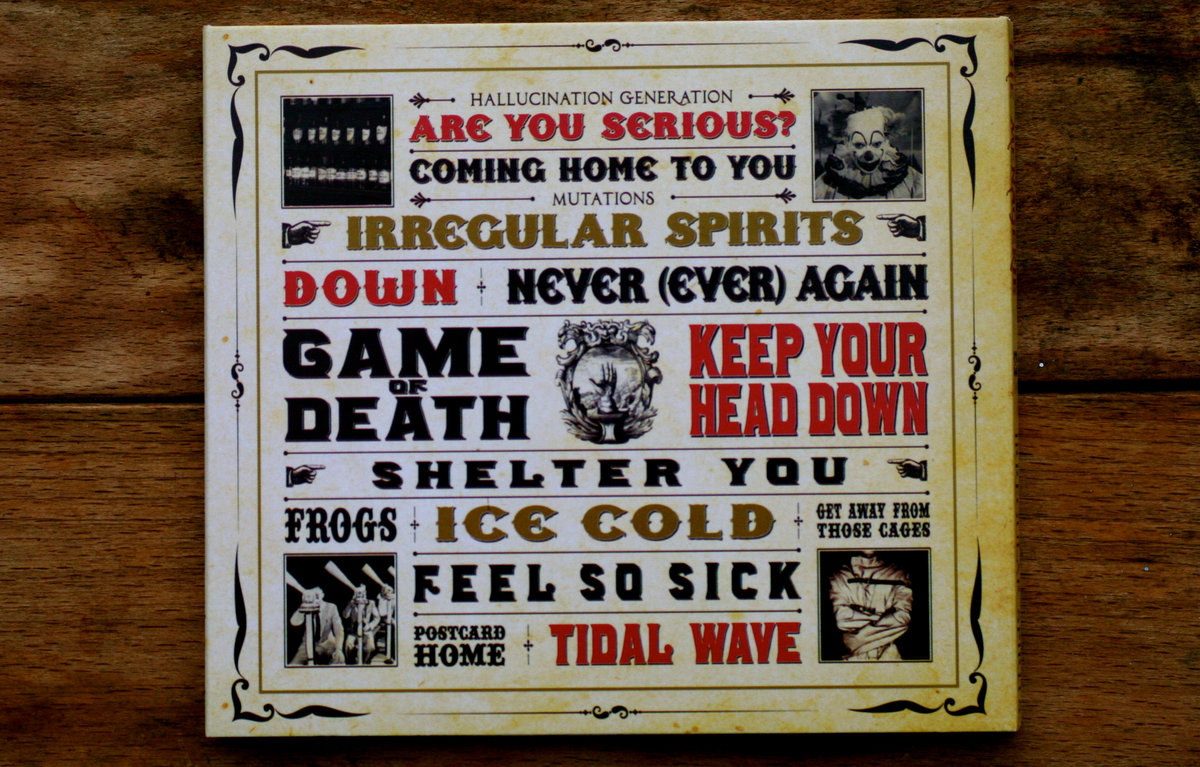 HALLUCINATION GENERATION
ARE YOU SERIOUS?
COMING HOME TO YOU
MUTATIONS
IRREGULAR SPIRITS
DOWN
NEVER (EVER) AGAIN
GAME
OF
DEATH
KEEP YOUR
HEAD DOWN
SHELTER YOU
FROGS
ICE COLD
GET AWAY FROM
THOSE CAGES
FEEL SO SICK
POSTCARD
HOME
TIDAL WAVE